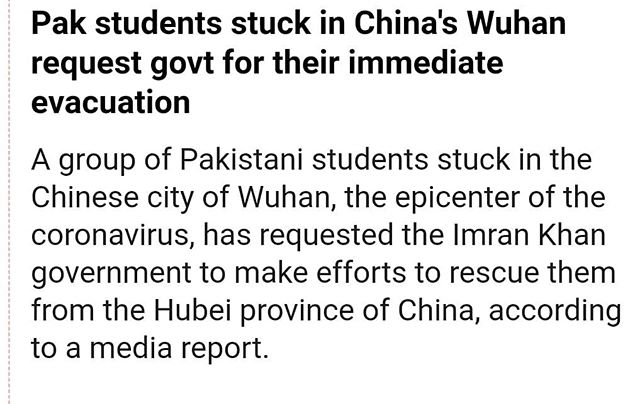 Pak students stuck in China's Wuhan
request govt for their immediate
evacuation
A group of Pakistani students stuck in the
Chinese city of Wuhan, the epicenter of the
coronavirus, has requested the Imran Khan
government to make efforts to rescue them
from the Hubei province of China, according
to a media report.